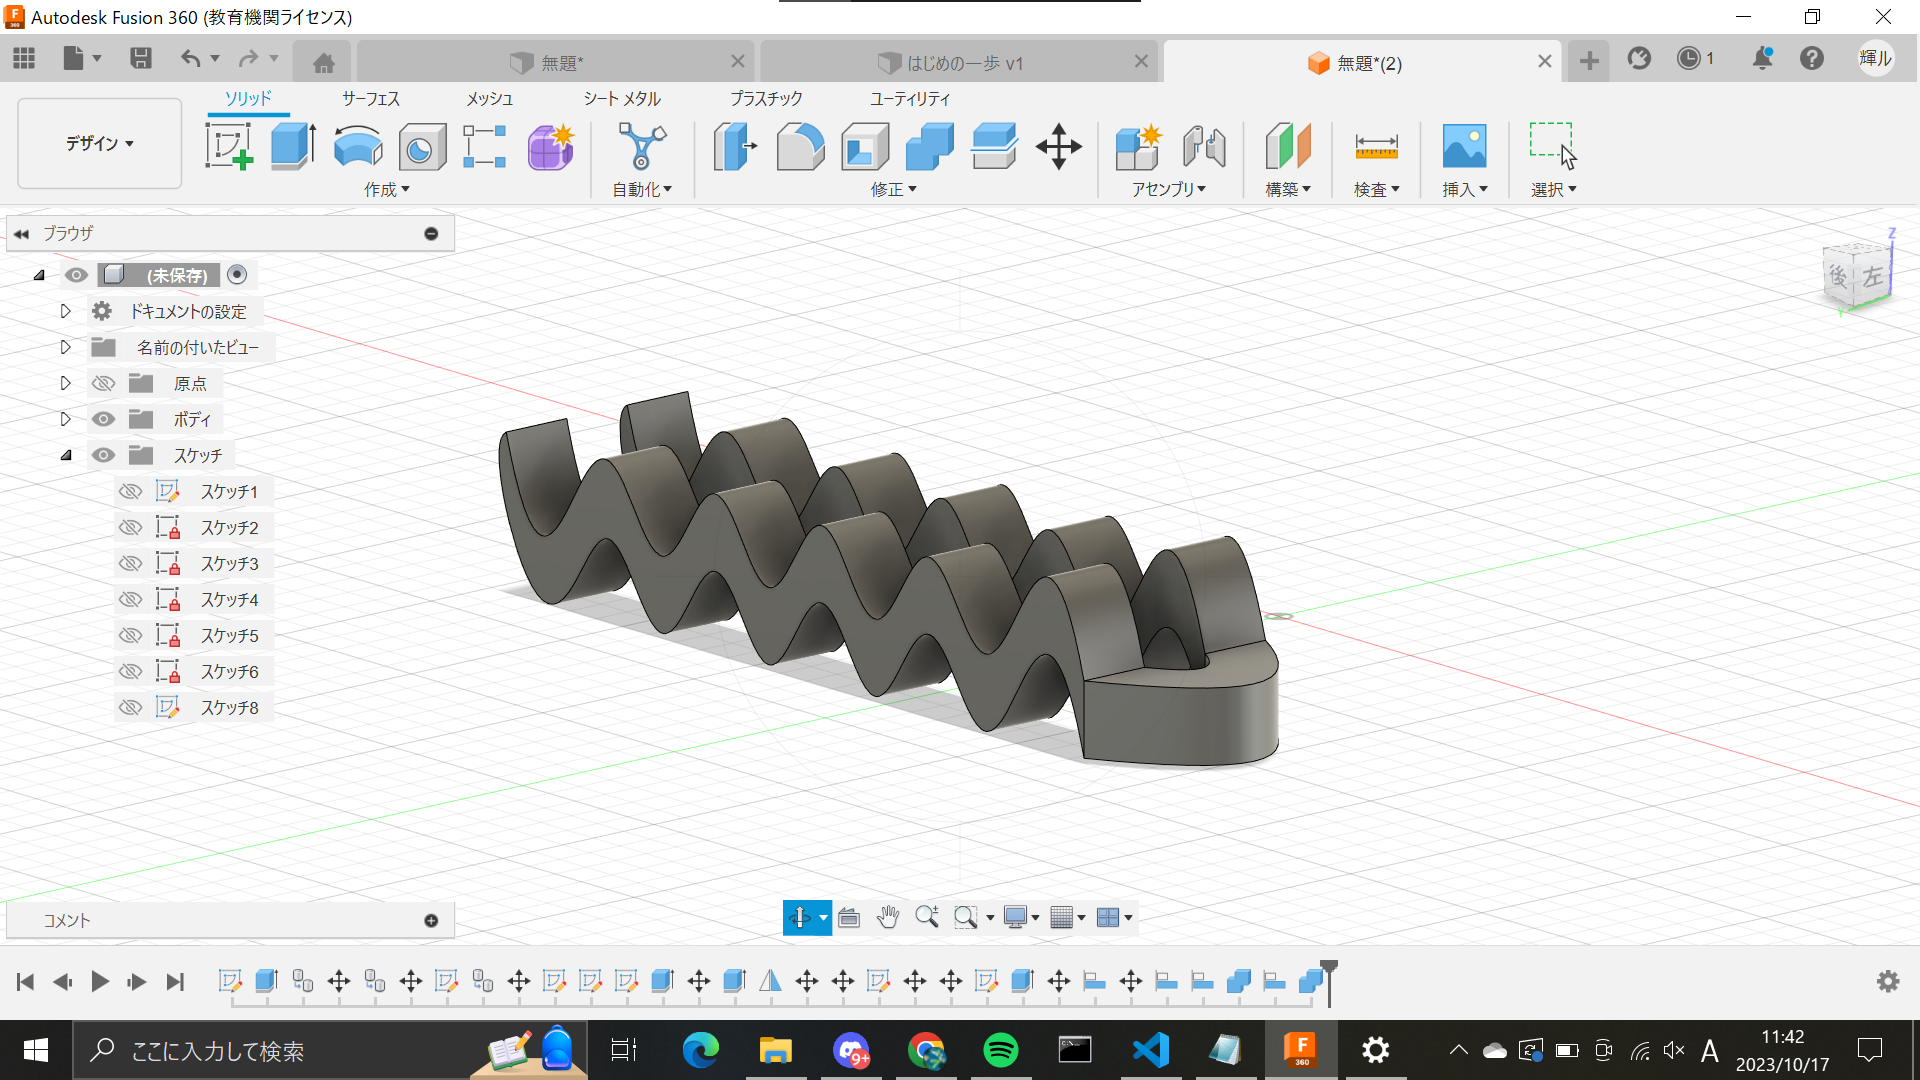 Autodesk Fusion 360 (教育機関ライセンス)
無題*
はじめの一歩 v1
無題*(2)
1
輝ル
ソリッド
サーフェス
メッシュ
シート メタル
プラスチック
ユーティリティ
デザイン
作成
自動化
修正
アセンブリ
構築
検査
挿入
選択
ブラウザ
(未保存)
ドキュメントの設定
名前の付いたビュー
原点
ボディ
スケッチ
スケッチ1
スケッチ2
スケッチ3
スケッチ4
スケッチ5
スケッチ6
スケッチ8
Z
後
左
Y
コメント
ここに入力して検索
9+
F
360
A
11:42
2023/10/17